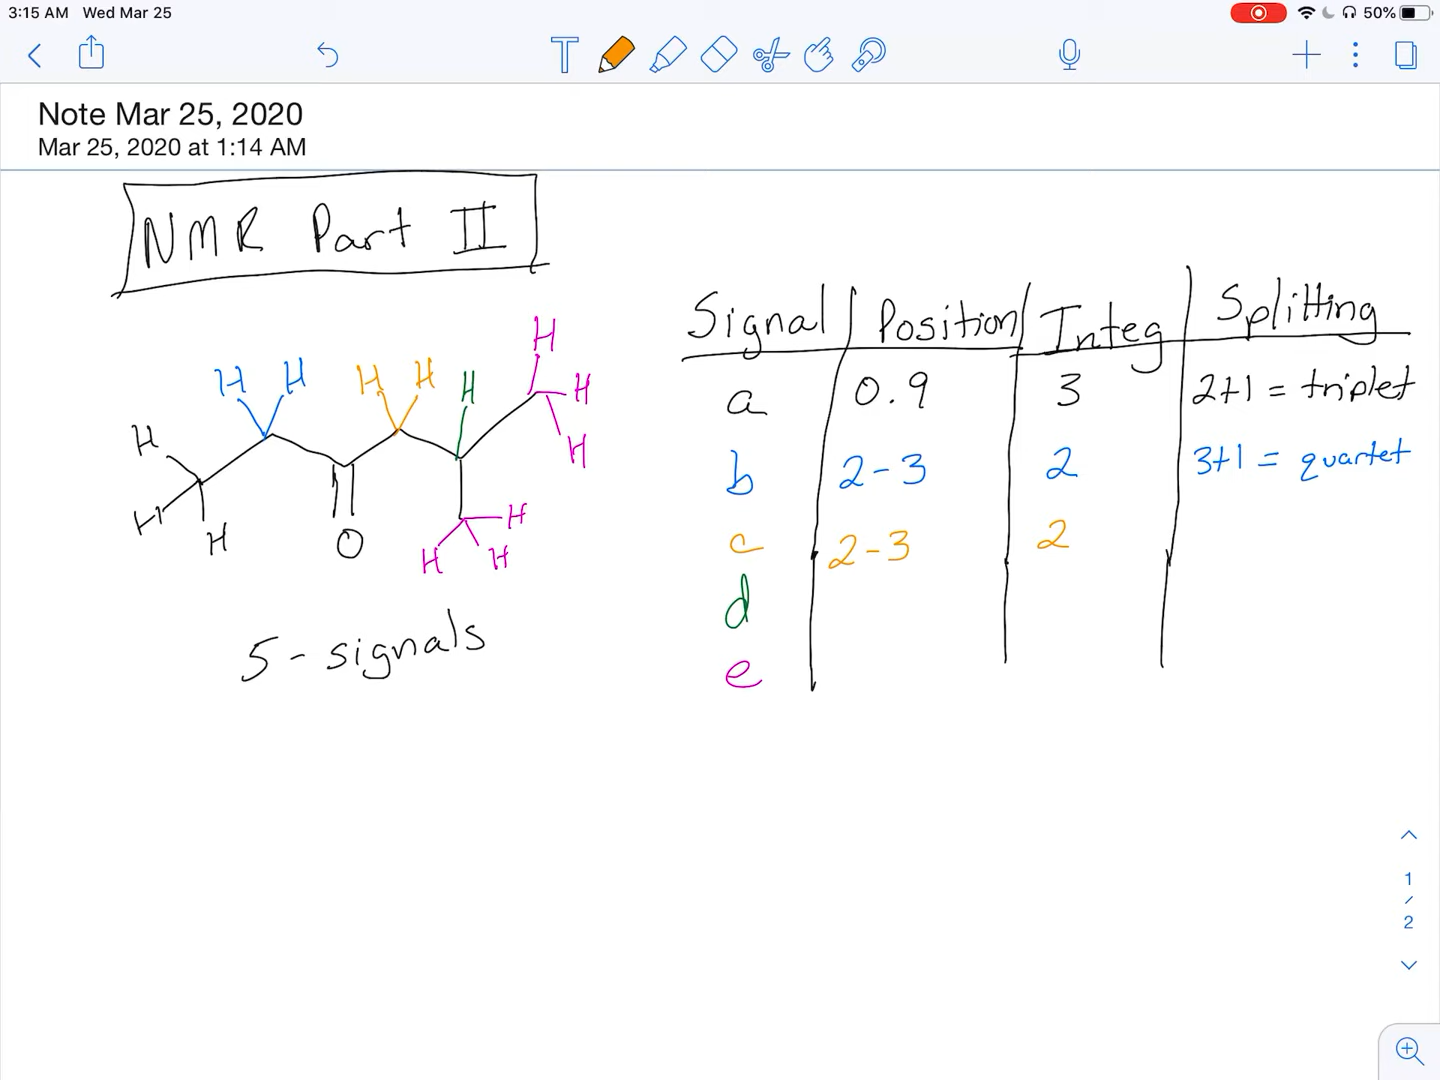 3:15 AM Wed Mar 25
50%
T
Note Mar 25, 2020
Mar 25, 2020 at 1:14 AM
NMR Part II
H
H H H H H H
H H
H H
H H O H H
5 - signals
Signal Position Integ Splitting
a 0.9 3 2+1 = triplet
b 2-3 2 3+1 = quartet
c 2-3 2
d
e
1
/
2